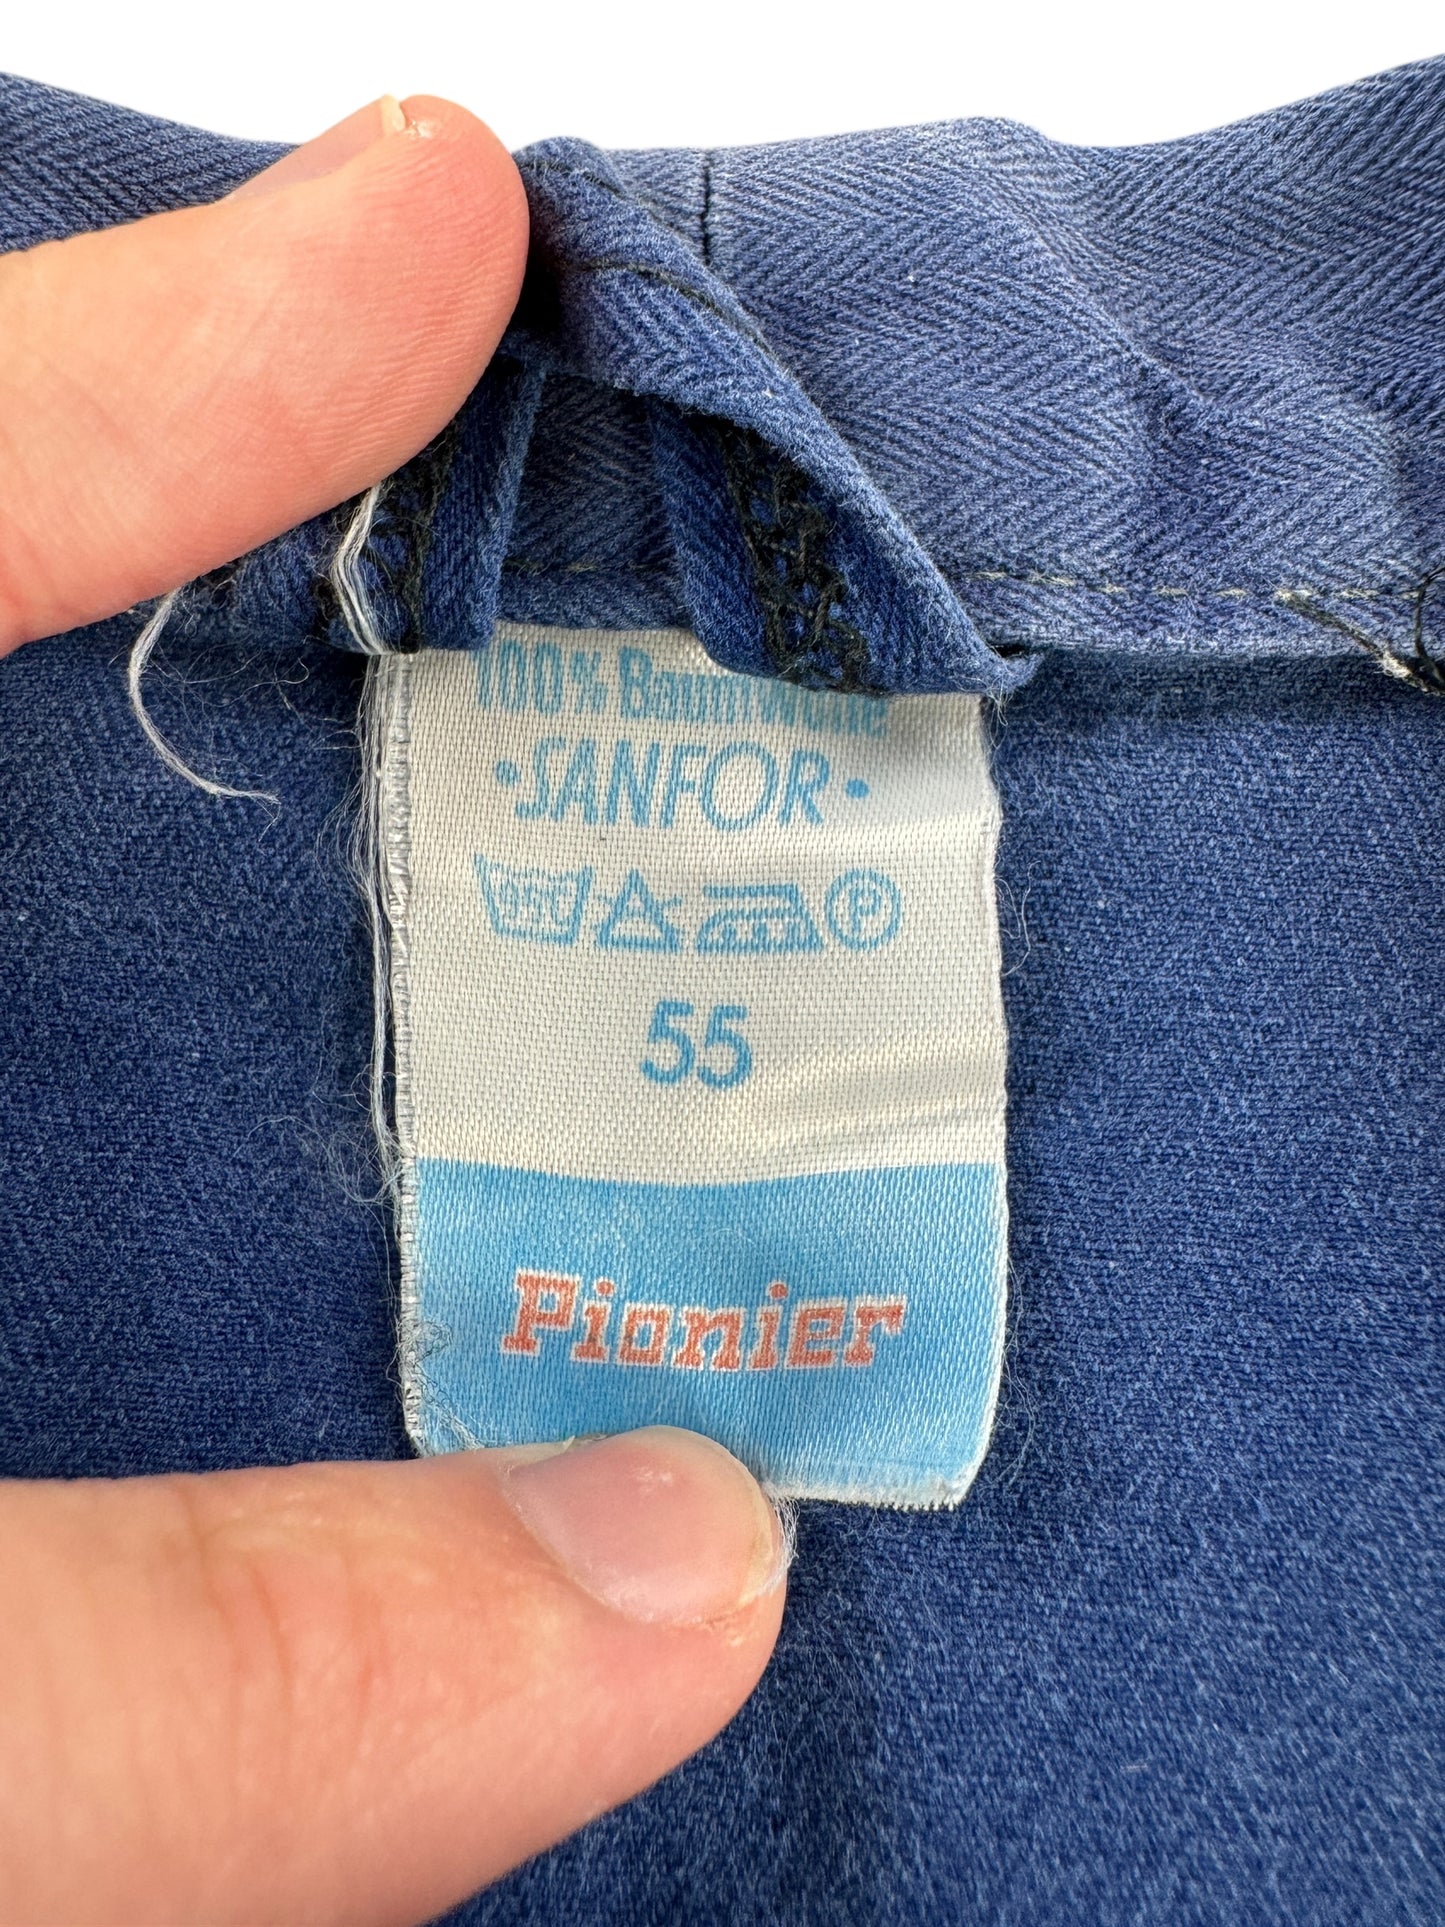 100% Baumwolle
• SANFOR •
P
55
Pionier